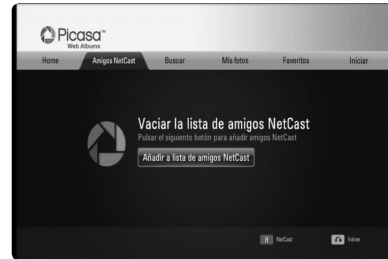 Picasa™
Web Albums
Home Amigos NetCast Buscar Mis fotos Favoritos Iniciar
Vaciar la lista de amigos NetCast
Pulsar el siguiente botón para añadir amigos NetCast
Añadir a lista de amigos NetCast
NetCast Volver